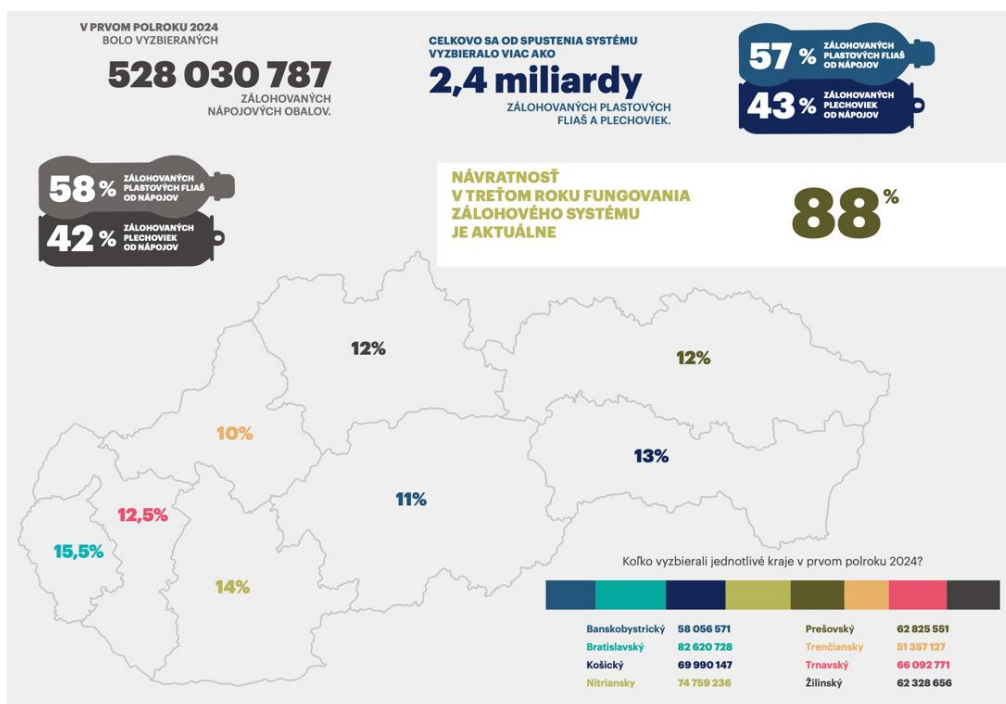 V PRVOM POLROKU 2024
BOLO VYZBIERANÝCH
528 030 787
ZÁLOHOVANÝCH
NÁPOJOVÝCH OBALOV.
CELKOVO SA OD SPUSTENIA SYSTÉMU
VYZBIERALO VIAC AKO
2,4 miliardy
ZÁLOHOVANÝCH PLASTOVÝCH
FLIAŠ A PLECHOVIEK.
57 % ZÁLOHOVANÝCH
PLASTOVÝCH FLIAŠ
OD NÁPOJOV
43 % ZÁLOHOVANÝCH
PLECHOVIEK
OD NÁPOJOV
58 % ZÁLOHOVANÝCH
PLASTOVÝCH FLIAŠ
OD NÁPOJOV
42 % ZÁLOHOVANÝCH
PLECHOVIEK
OD NÁPOJOV
NÁVRATNOSŤ
V TREŤOM ROKU FUNGOVANIA
ZÁLOHOVÉHO SYSTÉMU
JE AKTUÁLNE
88%
12%
12%
10%
13%
11%
12,5%
15,5%
14%
Koľko vyzbierali jednotlivé kraje v prvom polroku 2024?
Banskobystrický 58 056 571
Bratislavský 82 620 728
Košický 69 990 147
Nitriansky 74 759 236
Prešovský 62 825 551
Trenčiansky 51 357 127
Trnavský 66 092 771
Žilinský 62 328 656